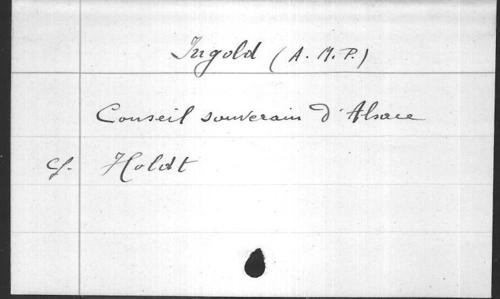 Ingold (A. M. P.)
Conseil souverain d'Alsace
cf. Holdt